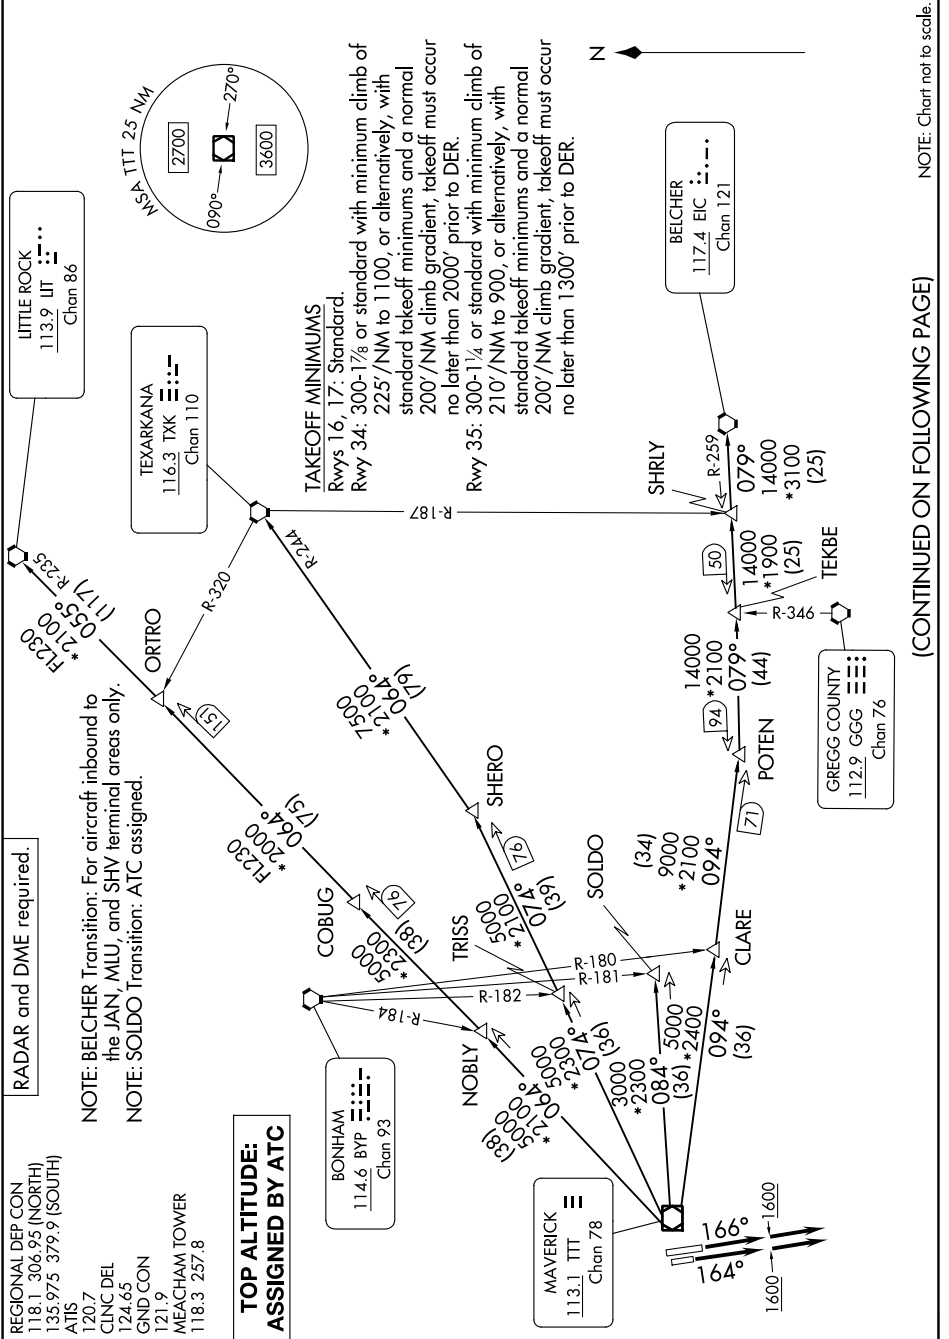 REGIONAL DEP CON
118.1 306.95 (NORTH)
135.975 379.9 (SOUTH)
ATIS
120.7
CLNC DEL
124.65
GND CON
121.9
MEACHAM TOWER
118.3 257.8
RADAR and DME required.
NOTE: BELCHER Transition: For aircraft inbound to
the JAN, MLU, and SHV terminal areas only.
NOTE: SOLDO Transition: ATC assigned.
TOP ALTITUDE:
ASSIGNED BY ATC
LITTLE ROCK
113.9 LIT
Chan 86
MSA TTT 25 NM
2700
090°
270°
3600
TEXARKANA
116.3 TXK
Chan 110
TAKEOFF MINIMUMS
Rwys 16, 17: Standard.
Rwy 34: 300-1⅞ or standard with minimum climb of
225'/NM to 1100, or alternatively, with
standard takeoff minimums and a normal
200'/NM climb gradient, takeoff must occur
no later than 2000' prior to DER.
Rwy 35: 300-1¼ or standard with minimum climb of
210'/NM to 900, or alternatively, with
standard takeoff minimums and a normal
200'/NM climb gradient, takeoff must occur
no later than 1300' prior to DER.
N
R-235
FL230
*2100
055°
(117)
ORTRO
R-320
151
FL230
*2000
064°
(75)
COBUG
76
5000
*2300
(38)
NOBLY
5000
*2100
064°
(38)
R-244
7500
*2100
064°
(79)
SHERO
76
5000
*2100
074°
(39)
TRISS
5000
*2300
074°
(36)
BONHAM
114.6 BYP
Chan 93
R-184
R-182
R-181
R-180
SOLDO
3000
*2300
084°
(36)
CLARE
5000
*2400
094°
(36)
(34)
9000
*2100
094°
71
POTEN
94
14000
*2100
079°
(44)
TEKBE
R-346
50
14000
*1900
(25)
SHRLY
R-187
R-259
079°
14000
*3100
(25)
BELCHER
117.4 EIC
Chan 121
GREGG COUNTY
112.9 GGG
Chan 76
MAVERICK
113.1 TTT
Chan 78
166°
164°
1600
1600
NOTE: Chart not to scale.
(CONTINUED ON FOLLOWING PAGE)